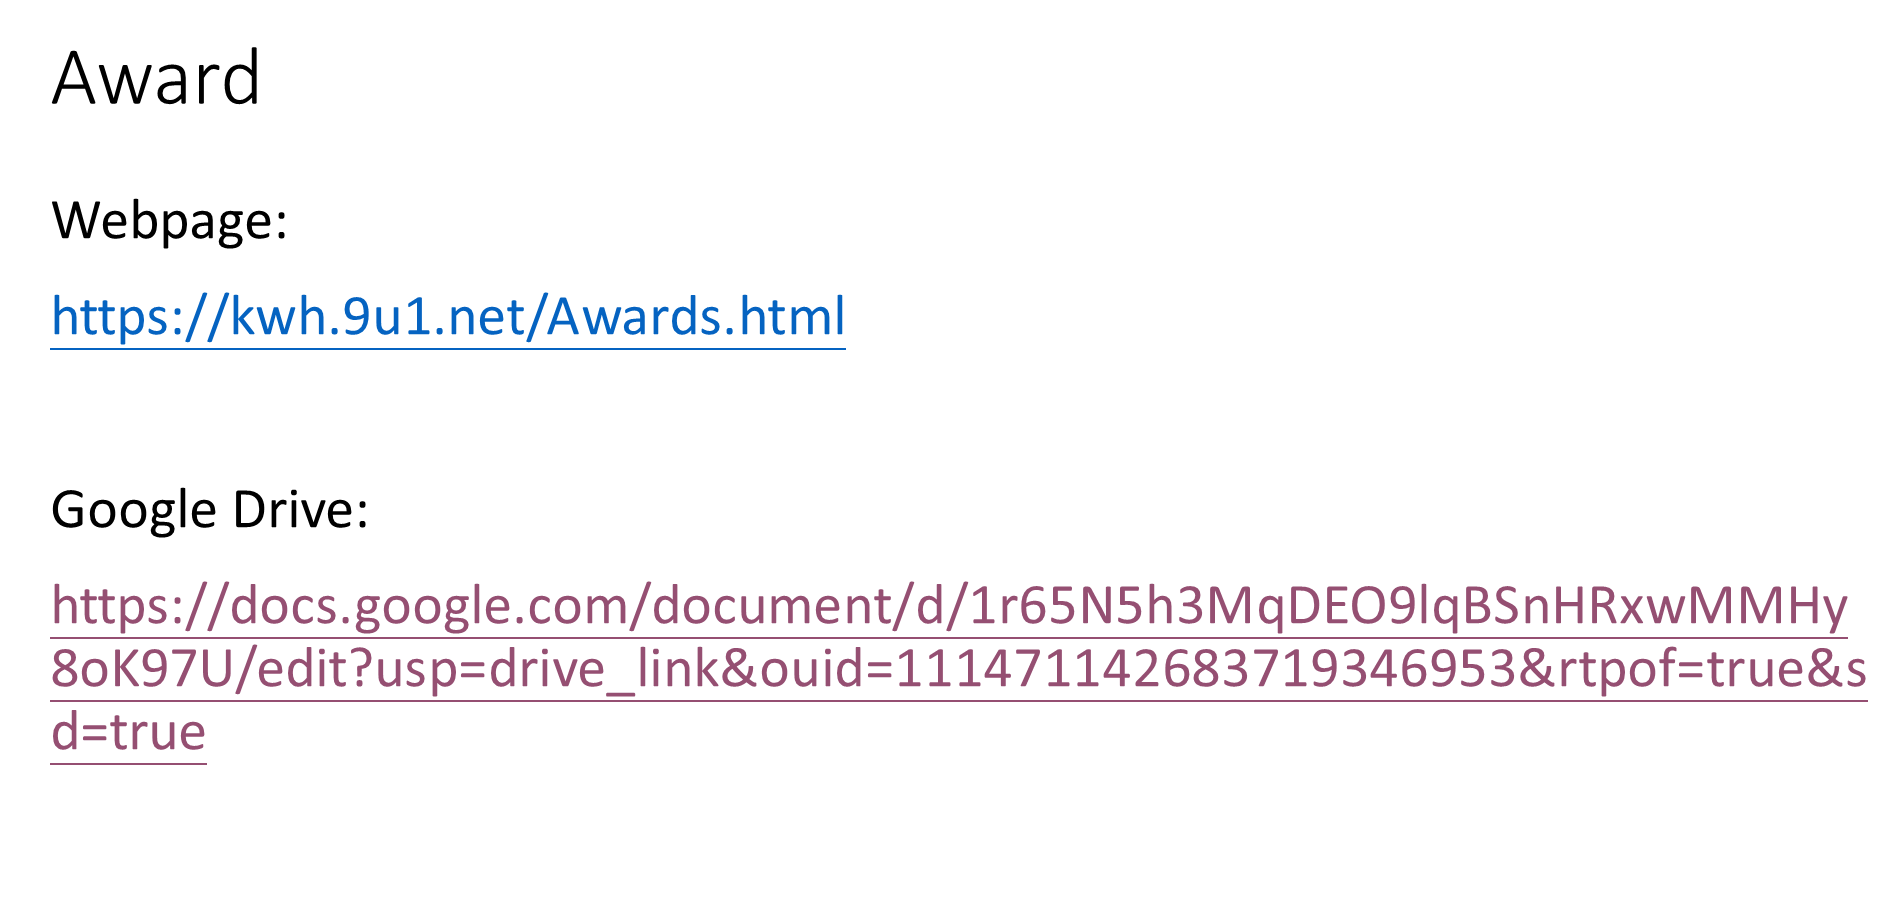 Award
Webpage:
https://kwh.9u1.net/Awards.html
Google Drive:
https://docs.google.com/document/d/1r65N5h3MqDEO9lqBSnHRxwMMHy
8oK97U/edit?usp=drive_link&ouid=111471142683719346953&rtpof=true&s
d=true